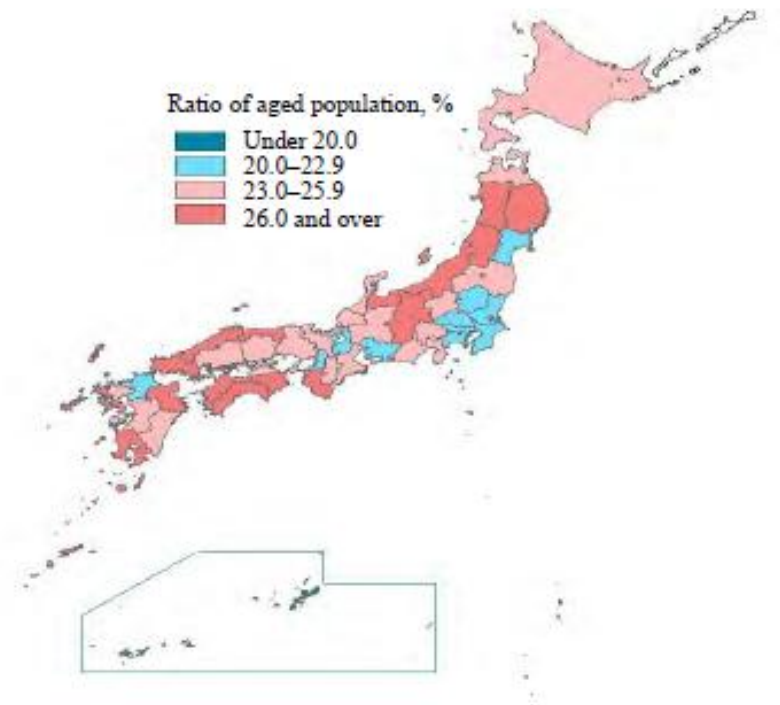 Ratio of aged population, %
Under 20.0
20.0–22.9
23.0–25.9
26.0 and over